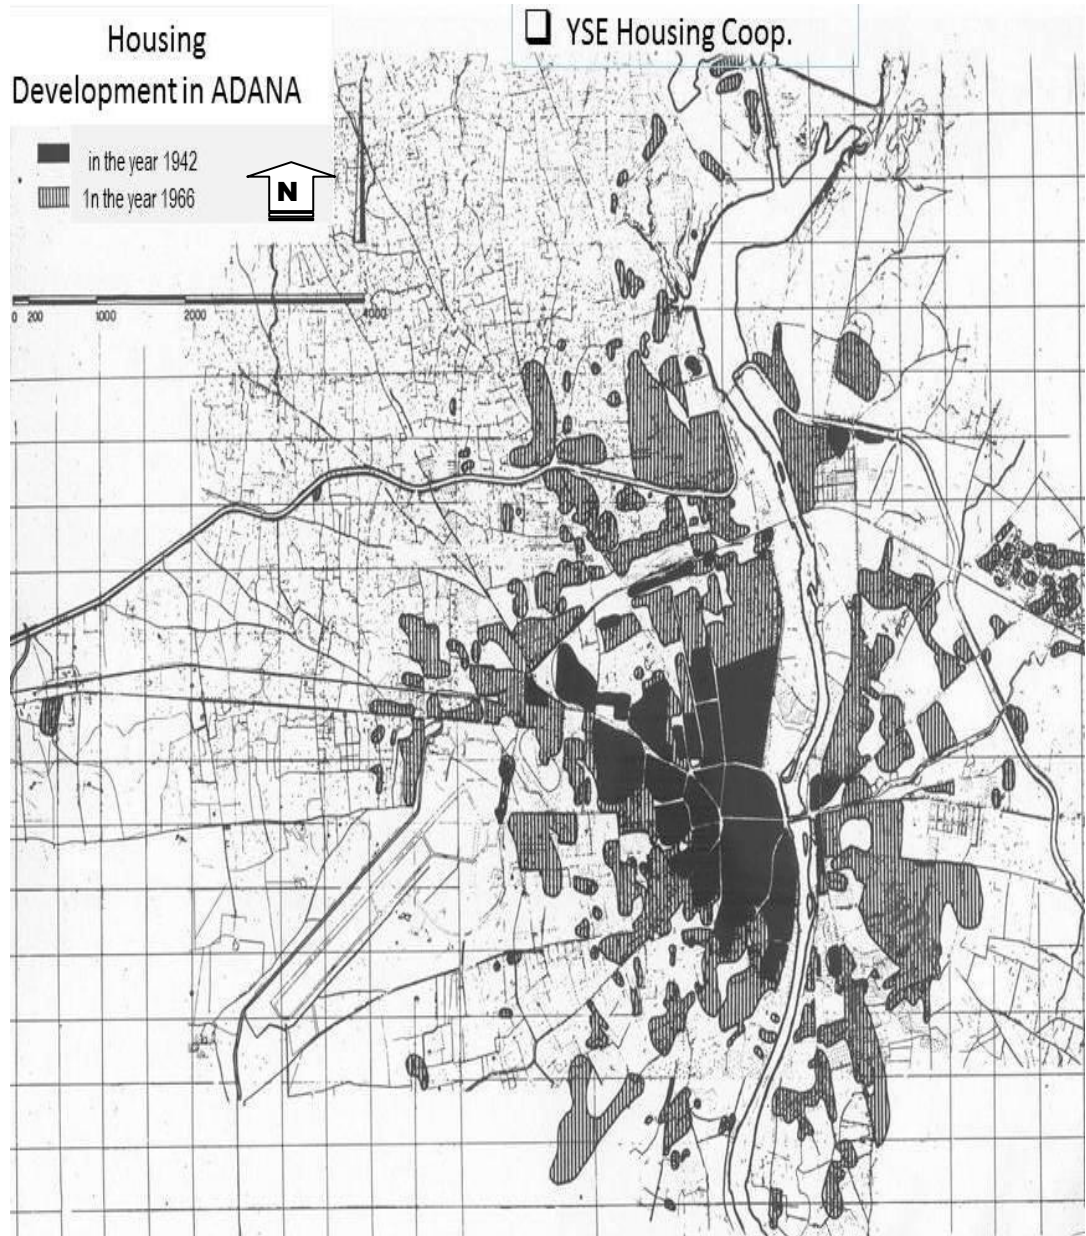 Housing
Development in ADANA
in the year 1942
1n the year 1966
N
0 200 1000 2000 4000
YSE Housing Coop.